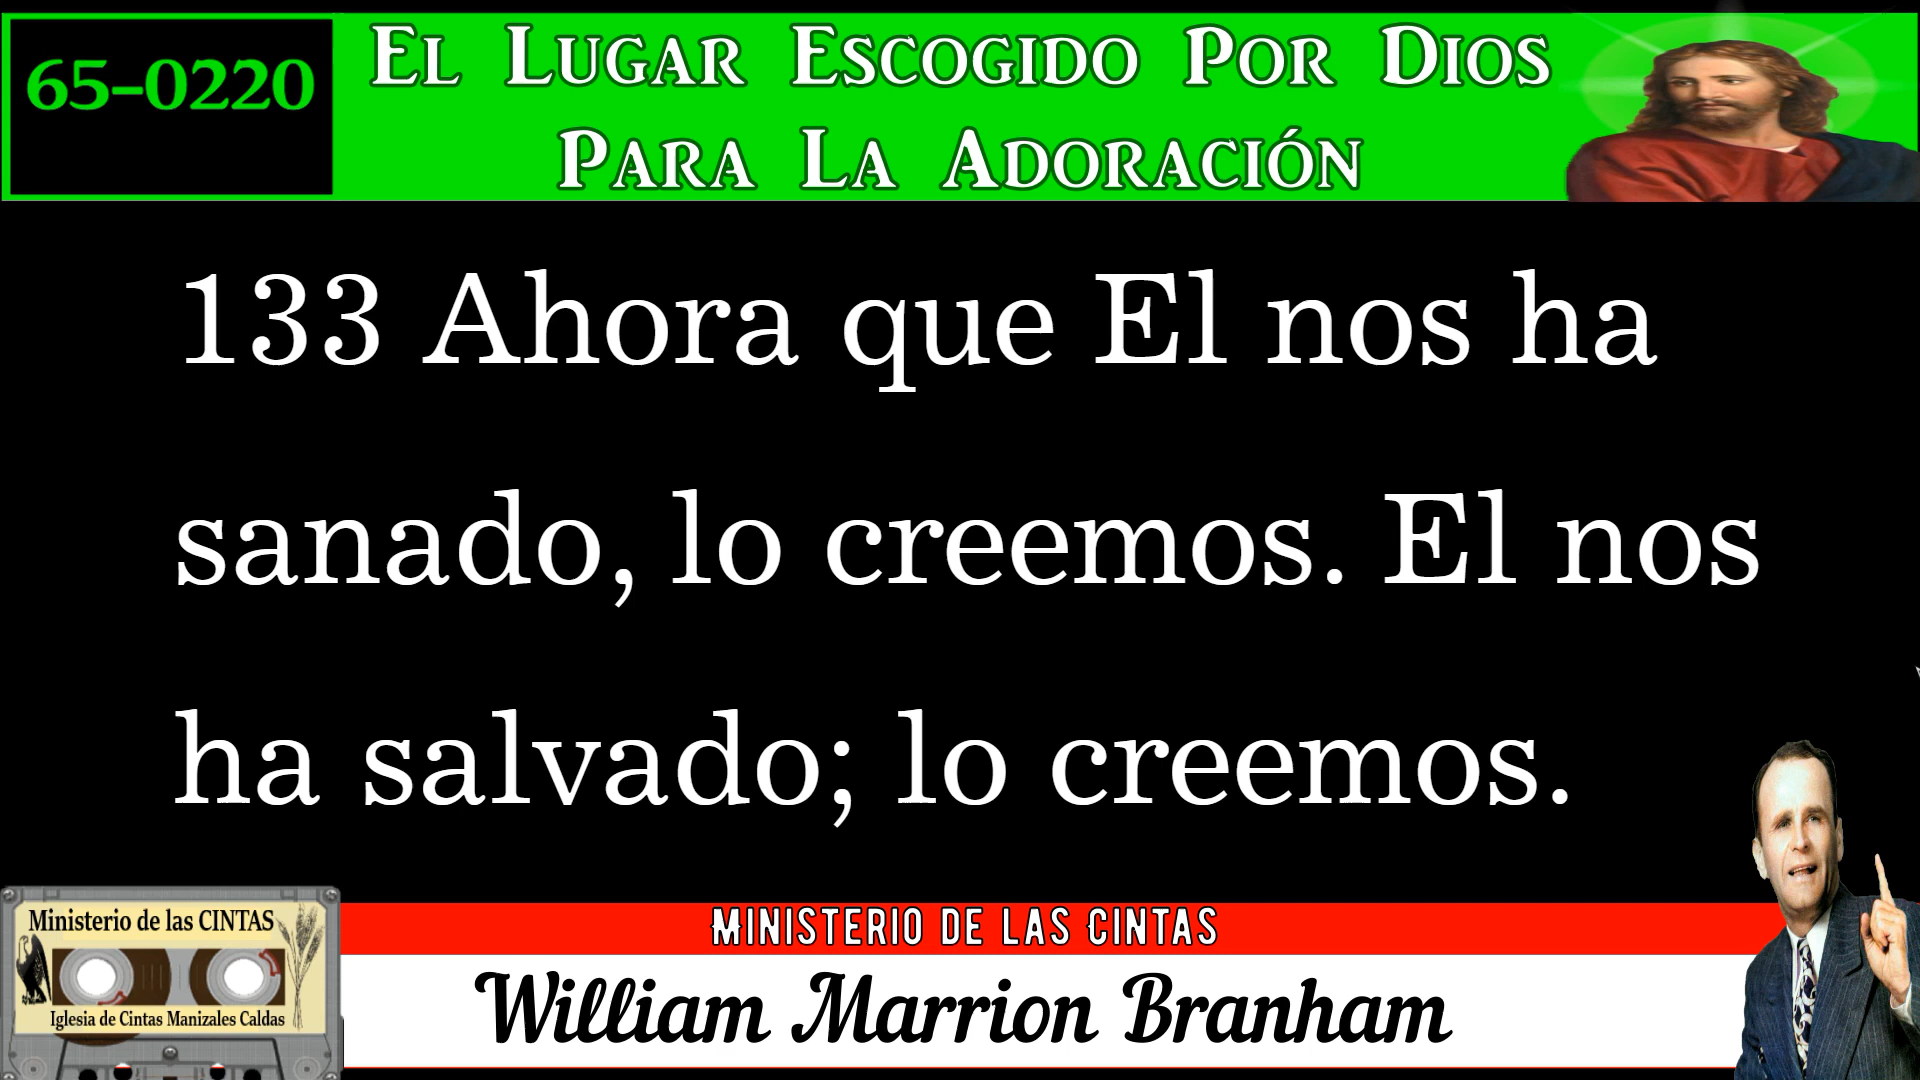 65-0220
El Lugar Escogido Por Dios
Para La Adoración
133 Ahora que El nos ha
sanado, lo creemos. El nos
ha salvado; lo creemos.
Ministerio de las CINTAS
Iglesia de Cintas Manizales Caldas
MINISTERIO DE LAS CINTAS
William Marrion Branham